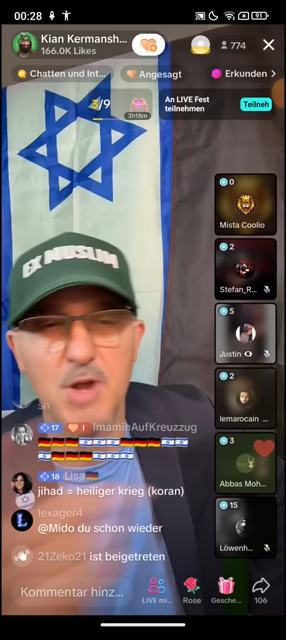 00:28
91
Kian Kermansh...
166.0K Likes
774
Chatten und Int...
Angesagt
Erkunden
3/9
3h18m
An LIVE Fest
teilnehmen
Teilneh
0
Mista Coolio
2
Stefan_R...
5
Justin
2
lemarocain
3
Abbas Moh...
15
Löwenh...
EX MUSLIM
17
I
ImaminAufKreuzzug
18
Lisa
jihad = heiliger krieg (koran)
lexager4
@Mido du schon wieder
21Zeko21 ist beigetreten
Kommentar hinz...
LIVE mi...
Rose
Gesche...
106